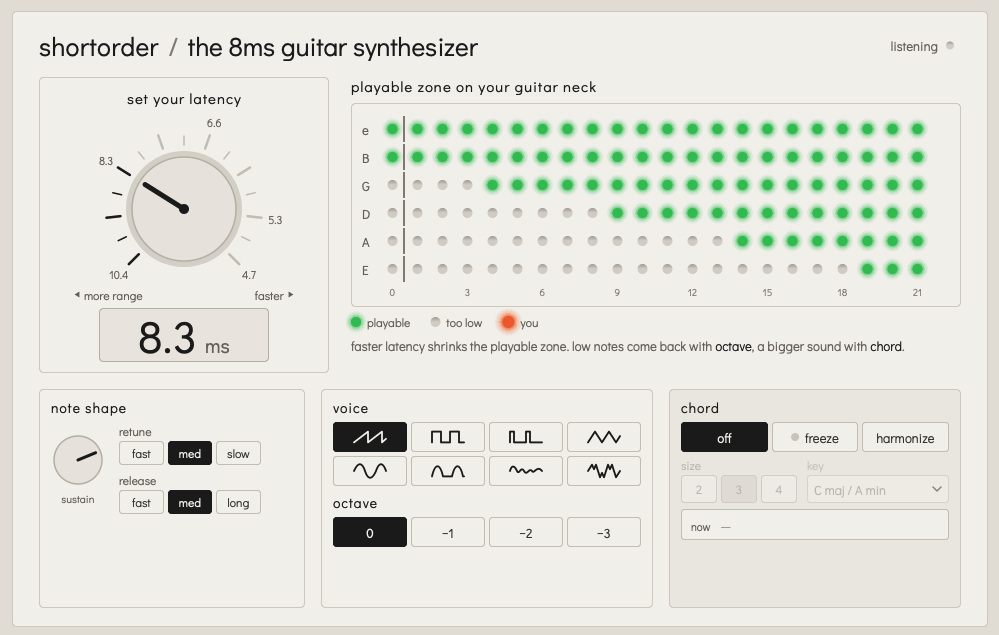 shortorder / the 8ms guitar synthesizer
listening
set your latency
6.6
8.3
5.3
10.4
4.7
more range
faster
8.3 ms
playable zone on your guitar neck
e
B
G
D
A
E
0 3 6 9 12 15 18 21
playable too low you
faster latency shrinks the playable zone. low notes come back with octave, a bigger sound with chord.
note shape
retune
fast med slow
sustain
release
fast med long
voice
octave
0 −1 −2 −3
chord
off freeze harmonize
size key
2 3 4 C maj / A min
now —